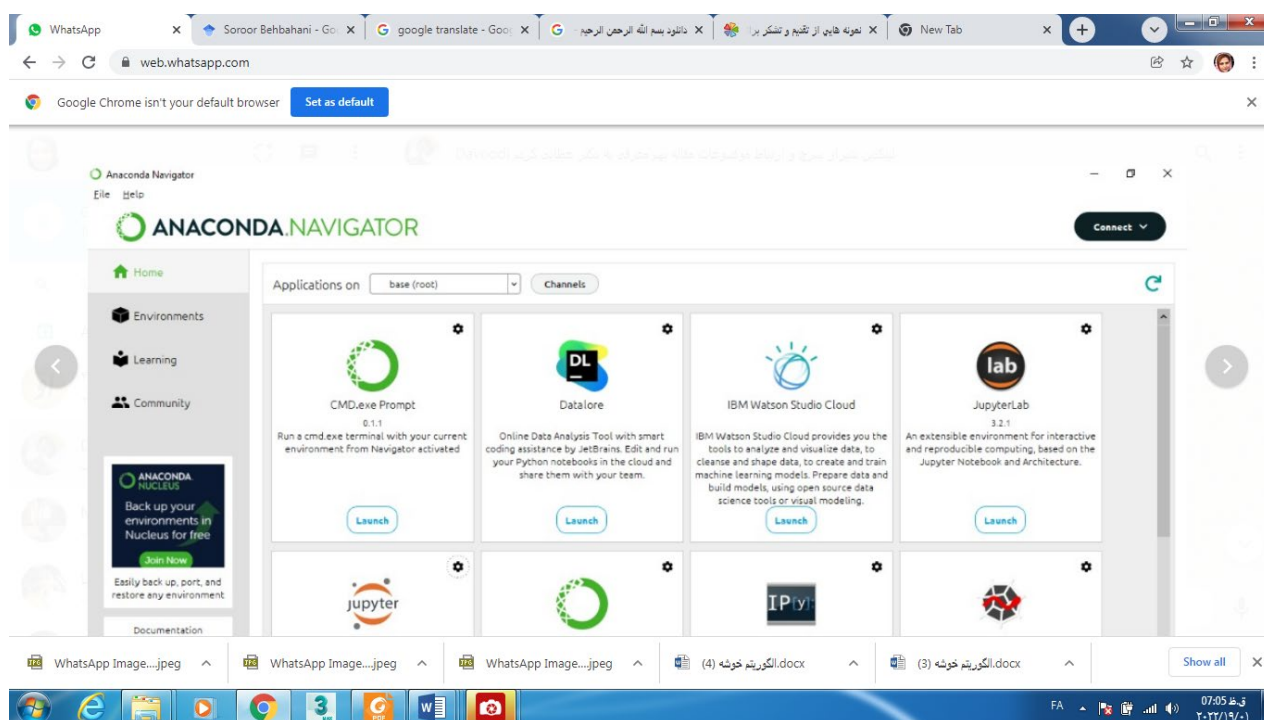 WhatsApp
Soroor Behbahani - Go
google translate - Goo
دانلود بسم الله الرحمن الرحیم -
نمونه هایی از تقدیم و تشکر برا
New Tab
web.whatsapp.com
Google Chrome isn't your default browser
Set as default
Anaconda Navigator
File Help
ANACONDA.NAVIGATOR
Connect
Home
Environments
Learning
Community
ANACONDA
NUCLEUS
Back up your
environments in
Nucleus for free
Join Now
Easily back up, port, and
restore any environment
Documentation
Applications on
base (root)
Channels
CMD.exe Prompt
0.1.1
Run a cmd.exe terminal with your current
environment from Navigator activated
Launch
DL
Datalore
Online Data Analysis Tool with smart
coding assistance by JetBrains. Edit and run
your Python notebooks in the cloud and
share them with your team.
Launch
IBM Watson Studio Cloud
IBM Watson Studio Cloud provides you the
tools to analyze and visualize data, to
cleanse and shape data, to create and train
machine learning models. Prepare data and
build models, using open source data
science tools or visual modeling.
Launch
lab
JupyterLab
3.2.1
An extensible environment for interactive
and reproducible computing, based on the
Jupyter Notebook and Architecture.
Launch
jupyter
IP[y]:
WhatsApp Image....jpeg
WhatsApp Image....jpeg
WhatsApp Image....jpeg
الگوریتم خوشه (4).docx
الگوریتم خوشه (3).docx
Show all
FA
07:05 ق.ظ